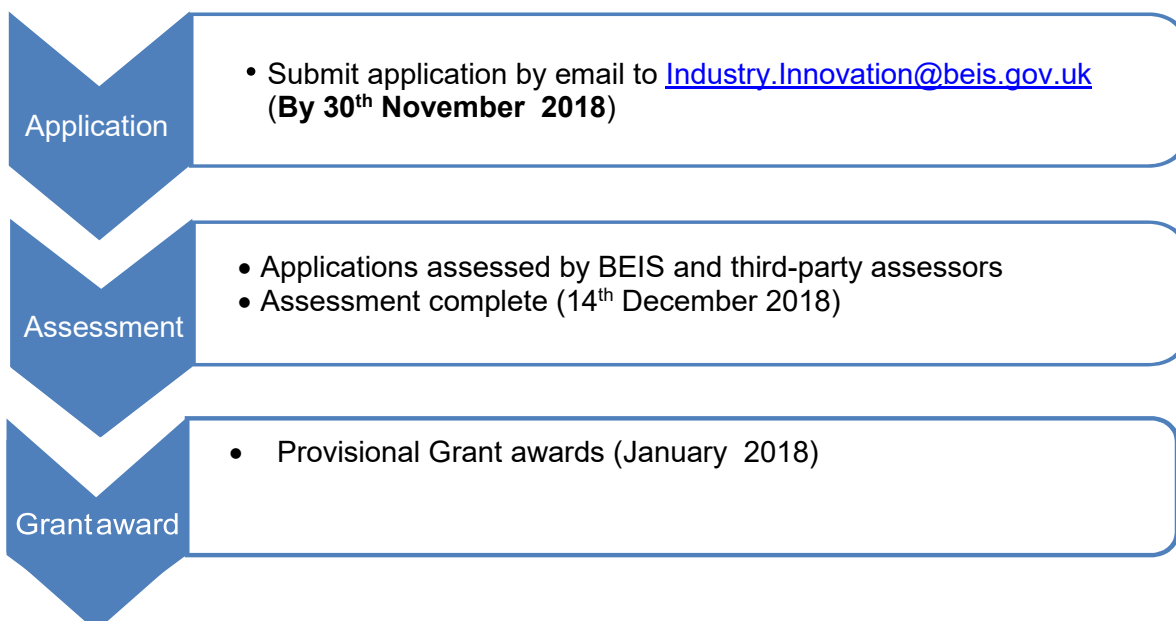 Application
• Submit application by email to Industry.Innovation@beis.gov.uk
(By 30th November 2018)
Assessment
• Applications assessed by BEIS and third-party assessors
• Assessment complete (14th December 2018)
Grant award
• Provisional Grant awards (January 2018)